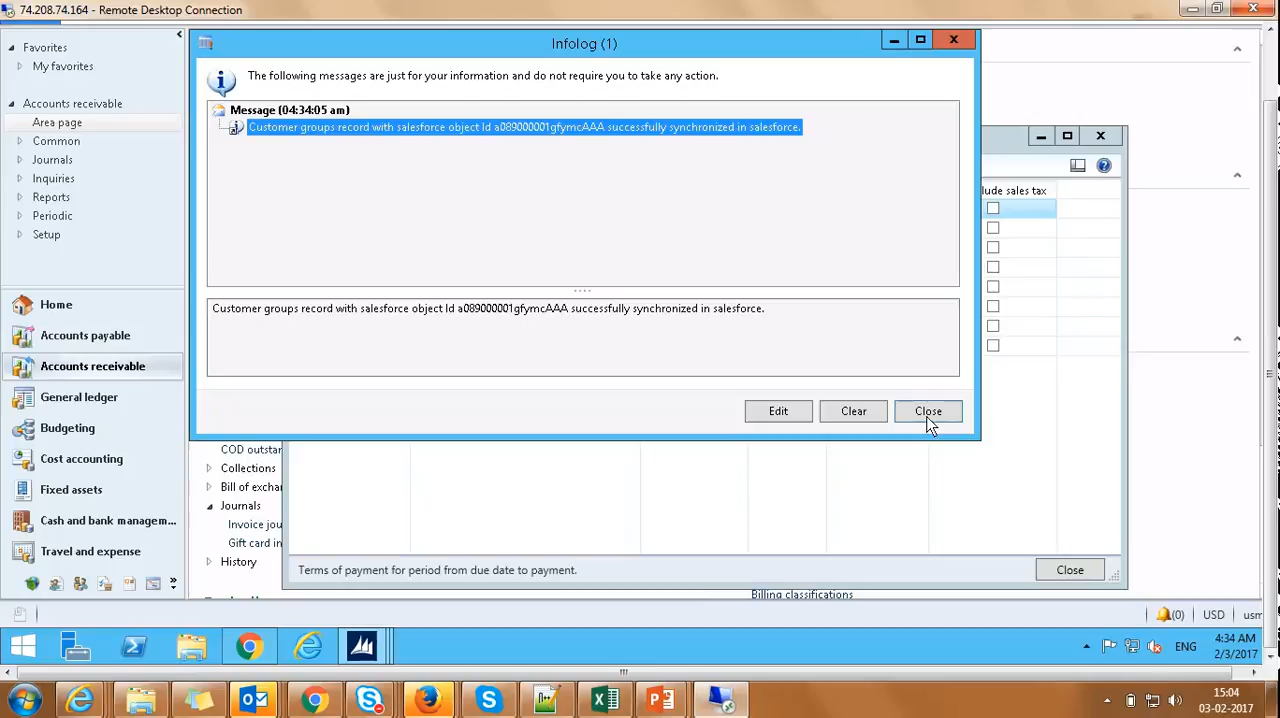 74.208.74.164 - Remote Desktop Connection
Favorites
My favorites
Accounts receivable
Area page
Common
Journals
Inquiries
Reports
Periodic
Setup
Home
Accounts payable
Accounts receivable
General ledger
Budgeting
Cost accounting
Fixed assets
Cash and bank managem...
Travel and expense
Infolog (1)
The following messages are just for your information and do not require you to take any action.
Message (04:34:05 am)
Customer groups record with salesforce object Id a089000001gfymcAAA successfully synchronized in salesforce.
Customer groups record with salesforce object Id a089000001gfymcAAA successfully synchronized in salesforce.
Edit
Clear
Close
lude sales tax
COD outstar
Collections
Bill of excha
Journals
Invoice jou
Gift card in
History
Terms of payment for period from due date to payment.
Close
Billing classifications
(0)
USD
usm
ENG
4:34 AM
2/3/2017
15:04
03-02-2017